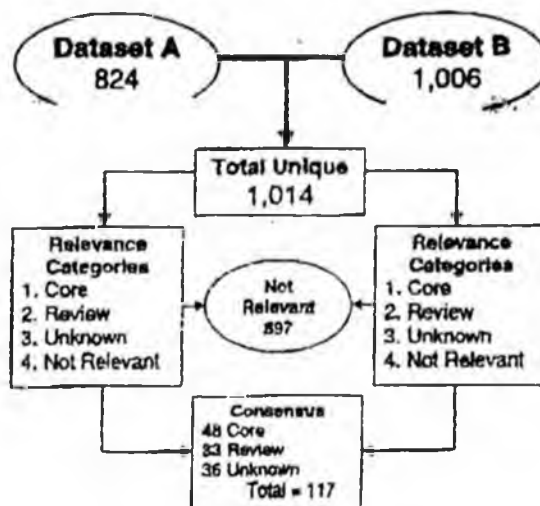 Dataset A
824
Dataset B
1,006
Total Unique
1,014
Relevance
Categories
1. Core
2. Review
3. Unknown
4. Not Relevant
Not
Relevant
897
Relevance
Categories
1. Core
2. Review
3. Unknown
4. Not Relevant
Consensus
48 Core
33 Review
36 Unknown
Total = 117